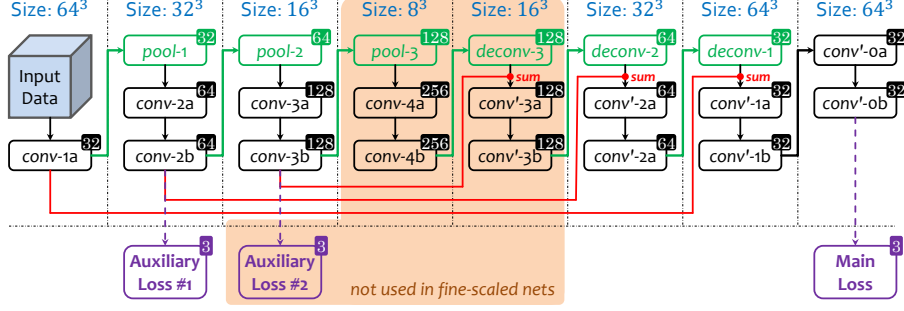 Size: 64³ Size: 32³ Size: 16³ Size: 8³ Size: 16³ Size: 32³ Size: 64³ Size: 64³
Input
Data
pool-1 32
pool-2 64
pool-3 128
deconv-3 128
deconv-2 64
deconv-1 32
conv'-0a 32
sum sum sum
conv-2a 64
conv-3a 128
conv-4a 256
conv'-3a 128
conv'-2a 64
conv'-1a 32
conv'-0b 32
conv-1a 32
conv-2b 64
conv-3b 128
conv-4b 256
conv'-3b 128
conv'-2a 64
conv'-1b 32
Auxiliary 3
Loss #1
Auxiliary 3
Loss #2
Main 3
Loss
not used in fine-scaled nets